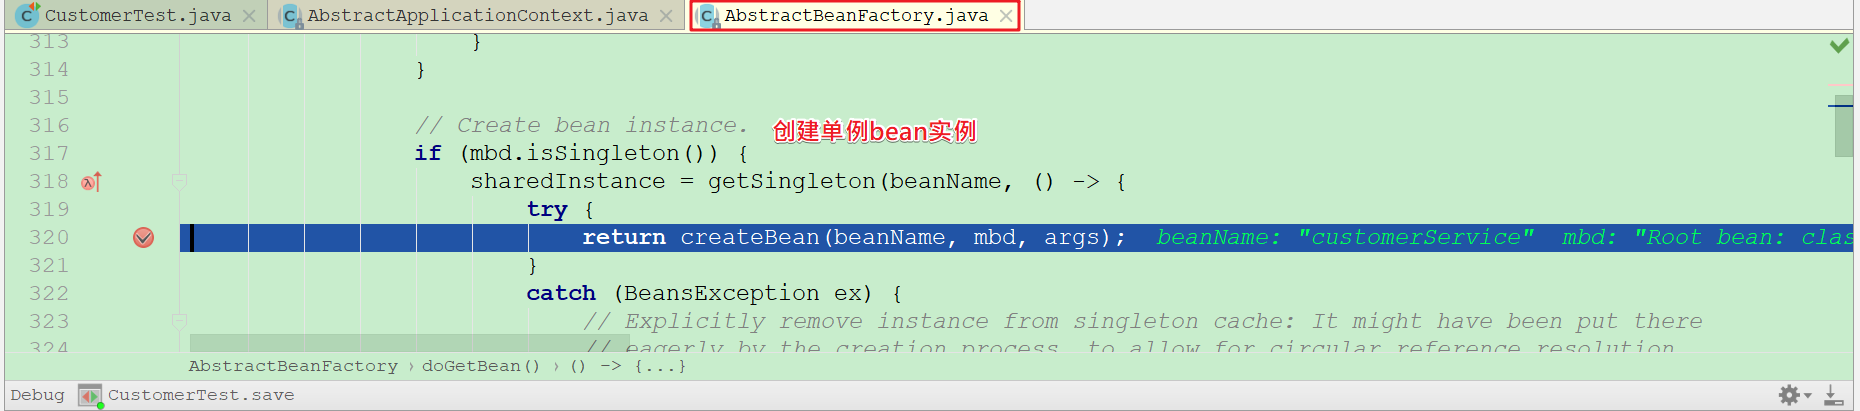 CustomerTest.java AbstractApplicationContext.java AbstractBeanFactory.java
313 }
314 }
315
316 // Create bean instance. 创建单例bean实例
317 if (mbd.isSingleton()) {
318 sharedInstance = getSingleton(beanName, () -> {
319 try {
320 return createBean(beanName, mbd, args); beanName: "customerService" mbd: "Root bean: clas
321 }
322 catch (BeansException ex) {
323 // Explicitly remove instance from singleton cache: It might have been put there
324 // eagerly by the creation process, to allow for circular reference resolution
AbstractBeanFactory › doGetBean() › () -> {...}
Debug CustomerTest.save